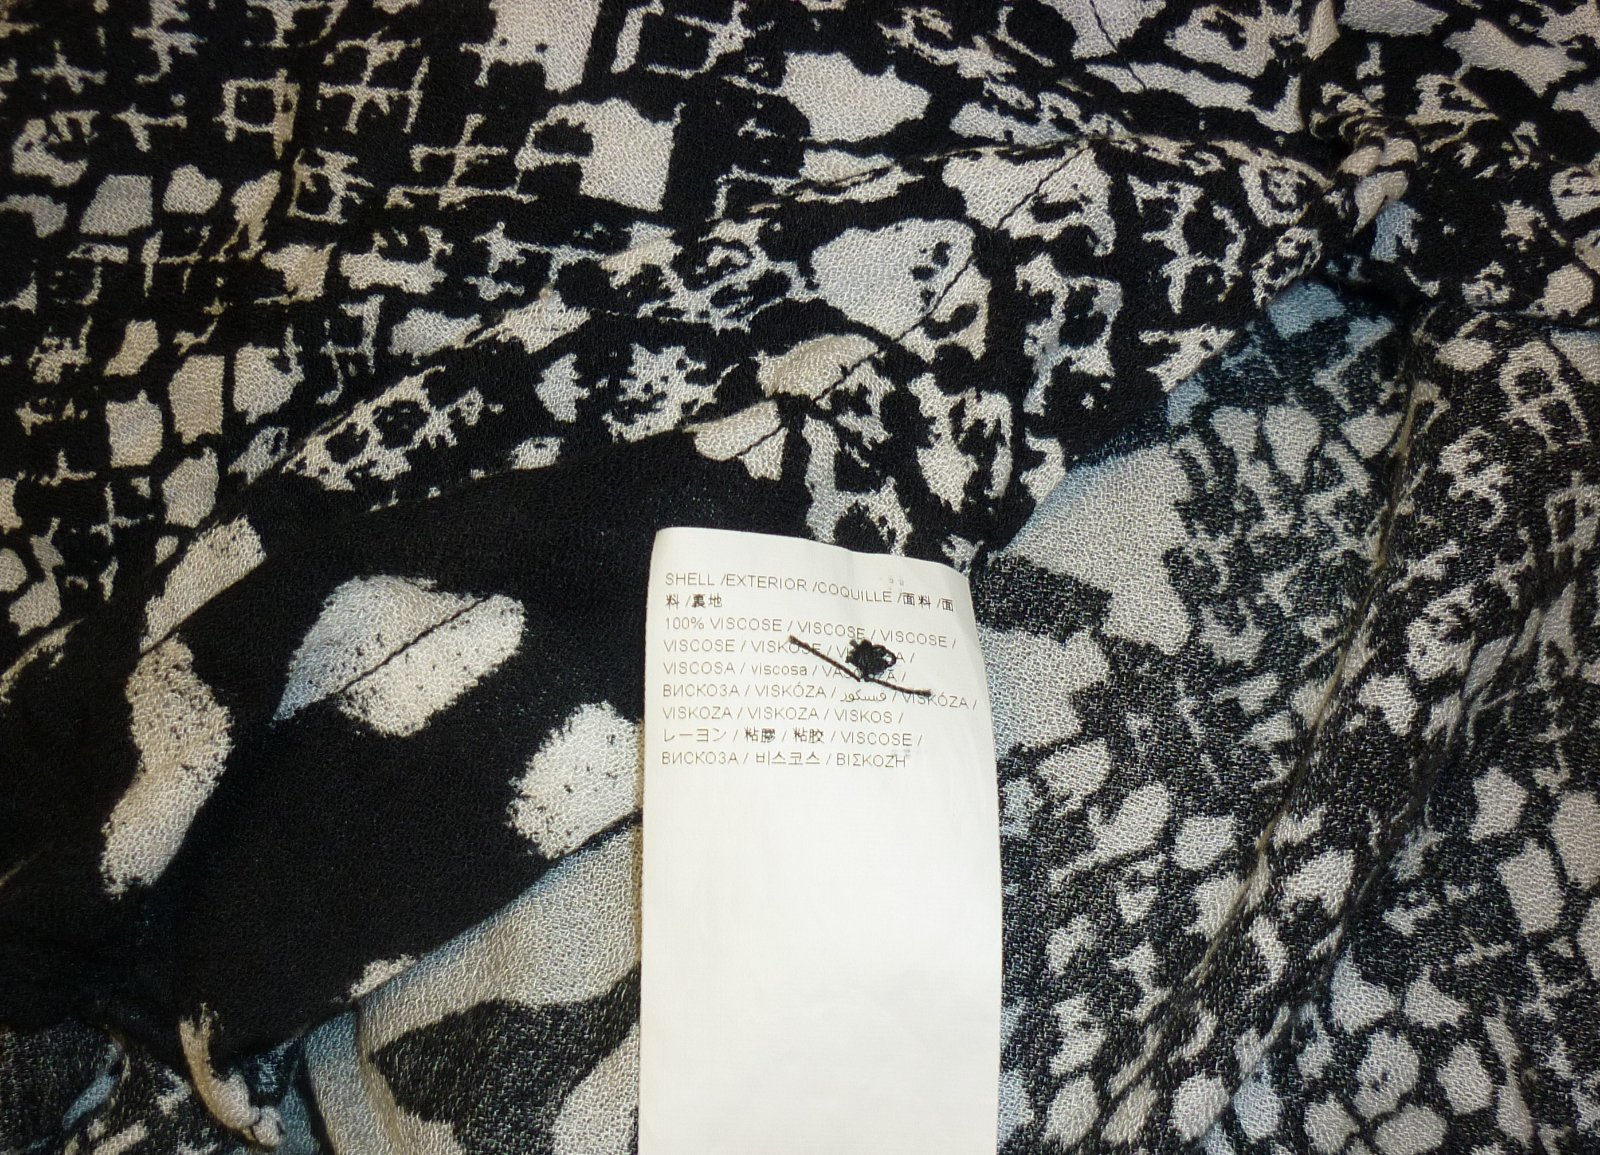 SHELL /EXTERIOR /COQUILLE /面料 /面
料 /裏地
100% VISCOSE / VISCOSE / VISCOSE /
VISCOSE / VISKOSE /
VISCOSA / viscosa /
ВИСКОЗА / VISKÓZA / فسكوز / VISKÓZA /
VISKOZA / VISKOZA / VISKOS /
レーヨン / 粘膠 / 粘胶 / VISCOSE /
ВИСКОЗА / 비스코스 / ΒΙΣΚΟΖΗ